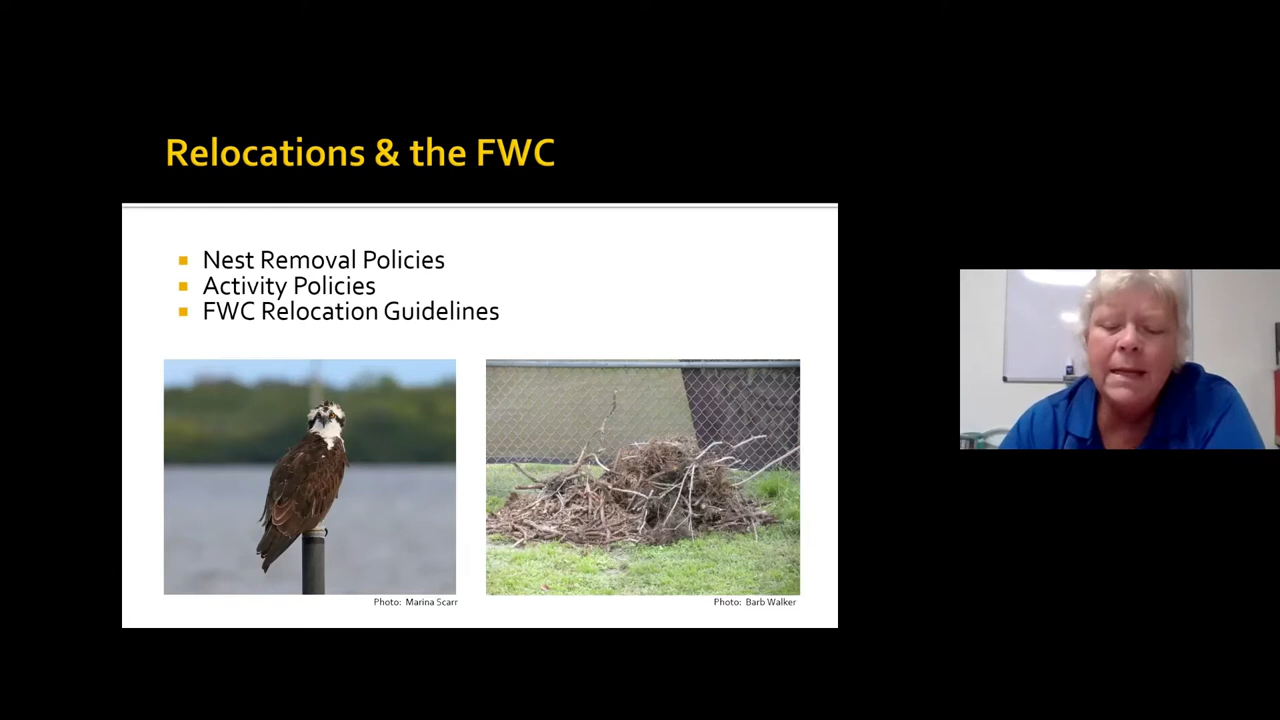 Relocations & the FWC
Nest Removal Policies
Activity Policies
FWC Relocation Guidelines
Photo: Marina Scarr
Photo: Barb Walker